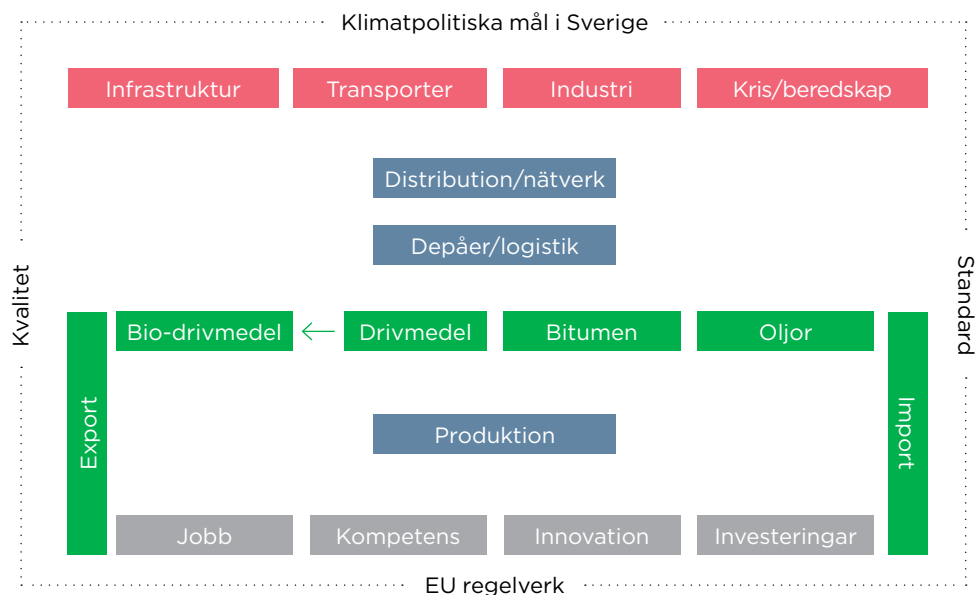 Klimatpolitiska mål i Sverige
Infrastruktur
Transporter
Industri
Kris/beredskap
Distribution/nätverk
Depåer/logistik
Kvalitet
Standard
Bio-drivmedel
Drivmedel
Bitumen
Oljor
Export
Import
Produktion
Jobb
Kompetens
Innovation
Investeringar
EU regelverk